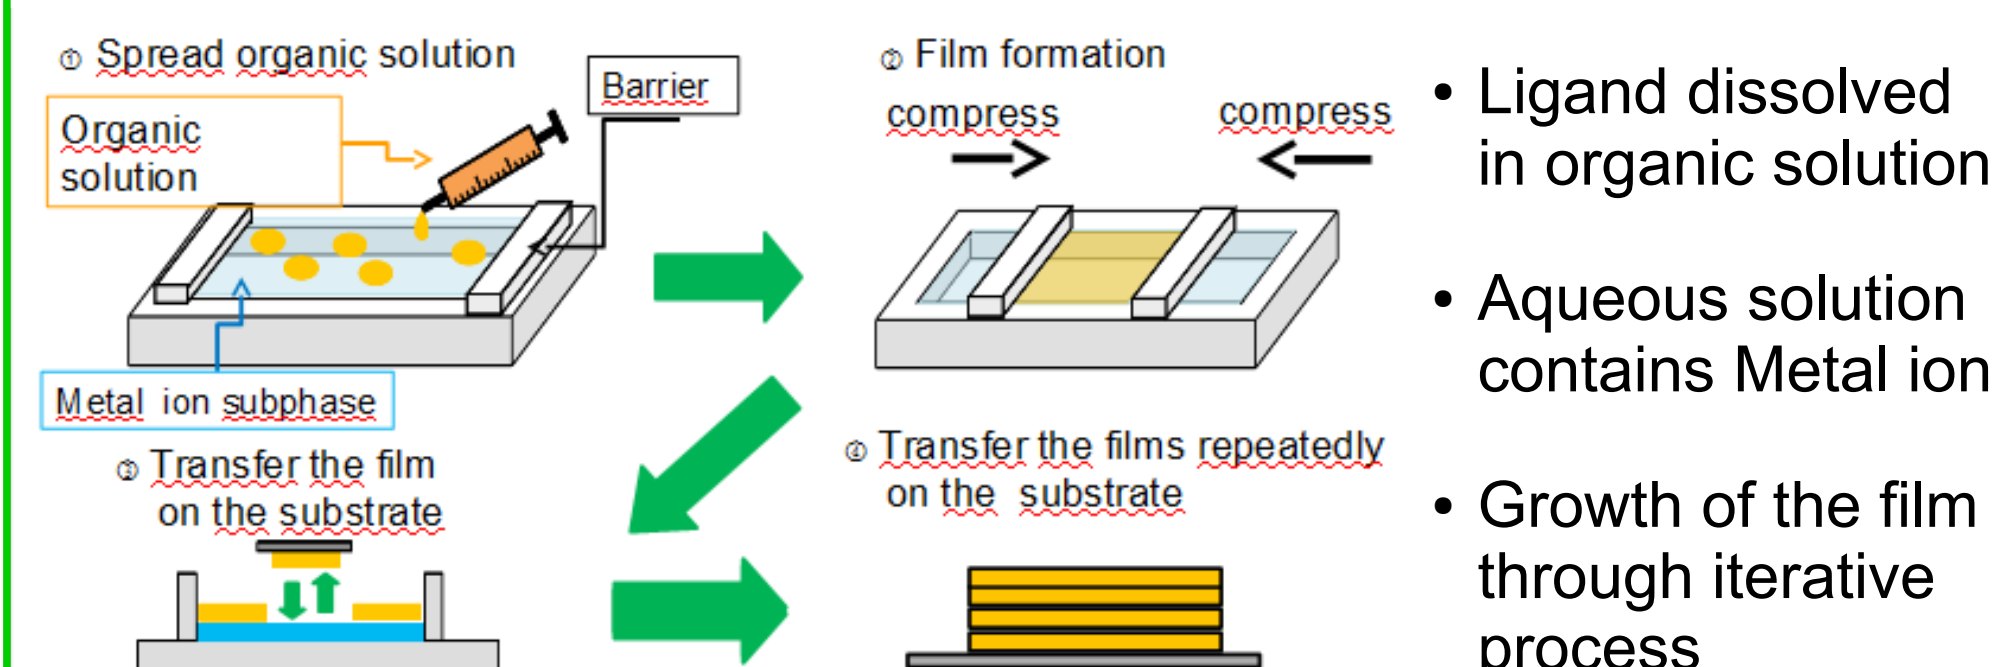 ① Spread organic solution
Barrier
Organic
solution
Metal ion subphase
② Film formation
compress
compress
③ Transfer the film
on the substrate
④ Transfer the films repeatedly
on the substrate
• Ligand dissolved
in organic solution
• Aqueous solution
contains Metal ion
• Growth of the film
through iterative
process